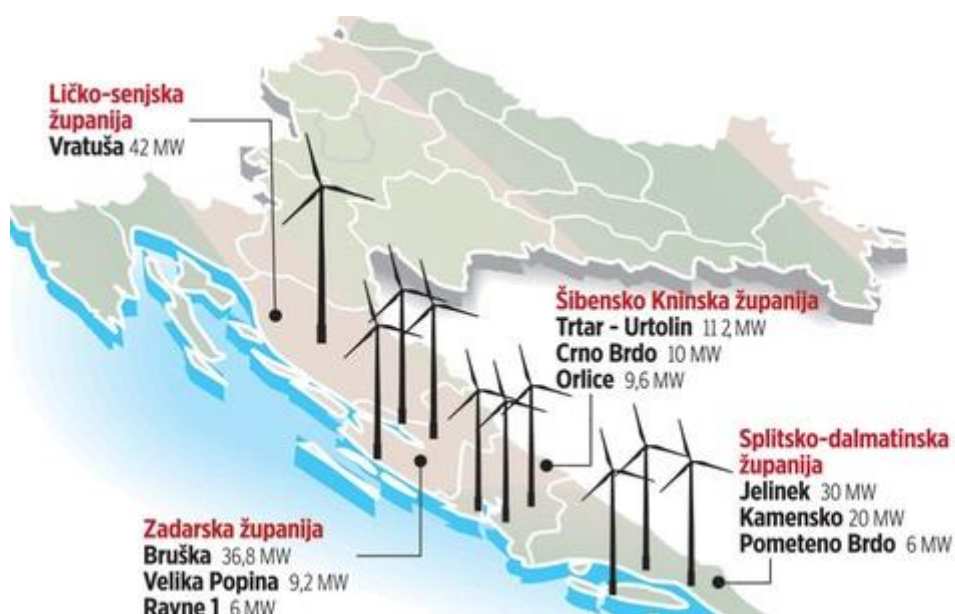 Ličko-senjska
županija
Vratuša 42 MW
Šibensko Kninska županija
Trtar - Urtolin 11 2,MW
Crno Brdo 10 MW
Orlice 9,6 MW
Splitsko-dalmatinska
županija
Jelinek 30 MW
Kamensko 20 MW
Pometeno Brdo 6 MW
Zadarska županija
Bruška 36,8 MW
Velika Popina 9,2 MW
Ravne 1 6 MW